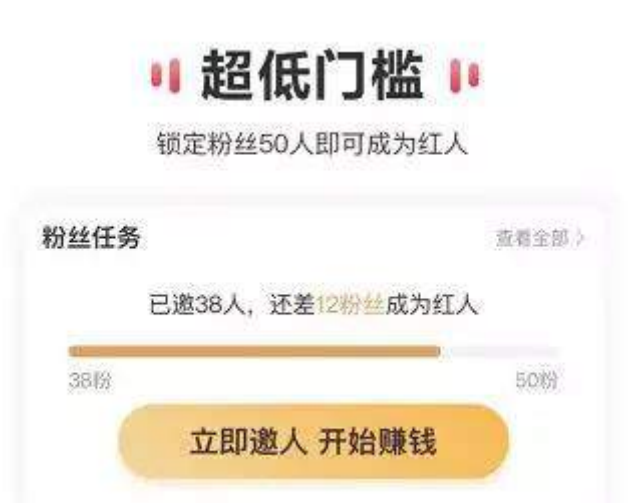 超低门槛
锁定粉丝50人即可成为红人
粉丝任务
查看全部 >
已邀38人，还差12粉丝成为红人
38粉
50粉
立即邀人 开始赚钱